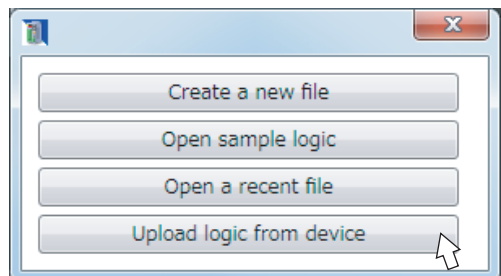 Create a new file
Open sample logic
Open a recent file
Upload logic from device